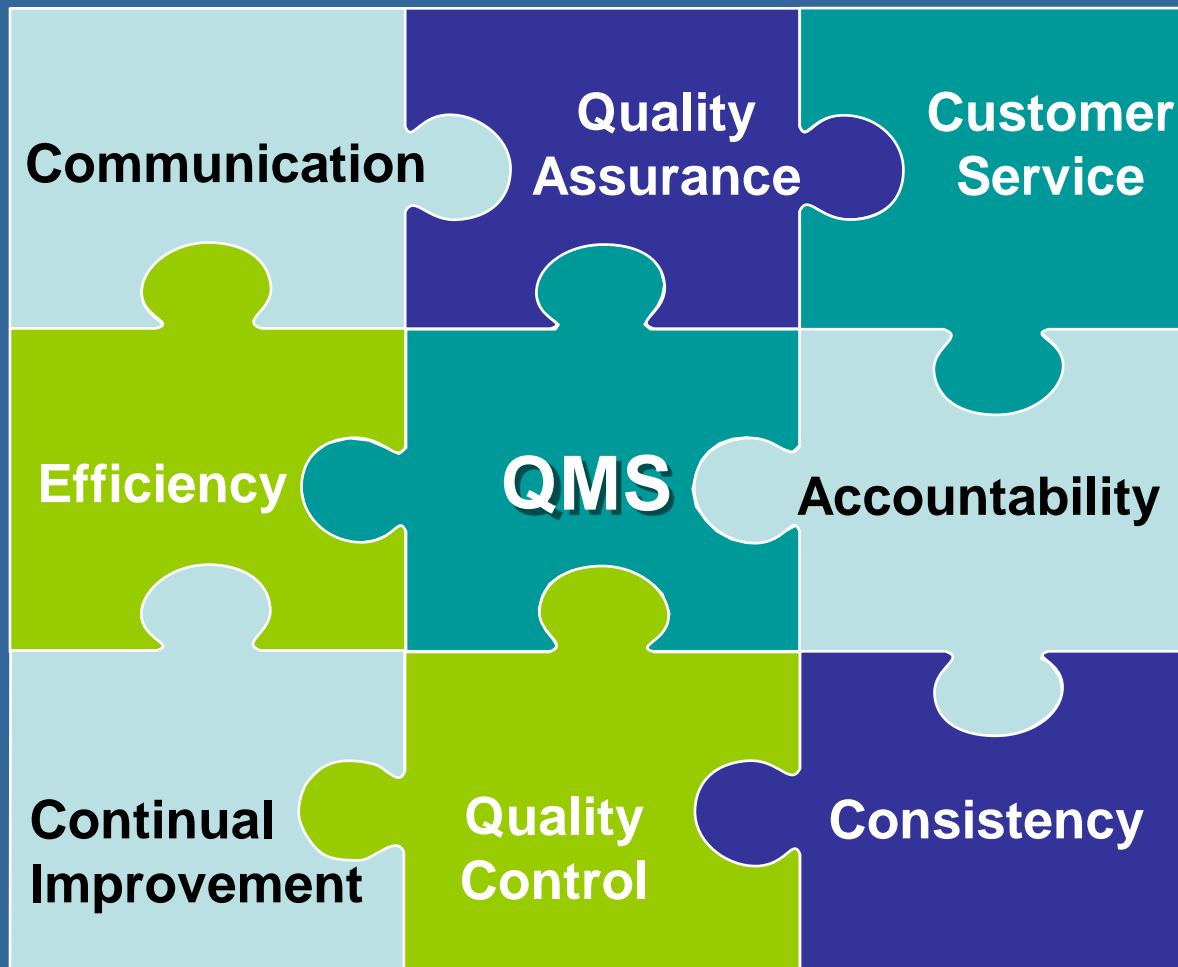 Communication
Quality
Assurance
Customer
Service
Efficiency
QMS
Accountability
Continual
Improvement
Quality
Control
Consistency